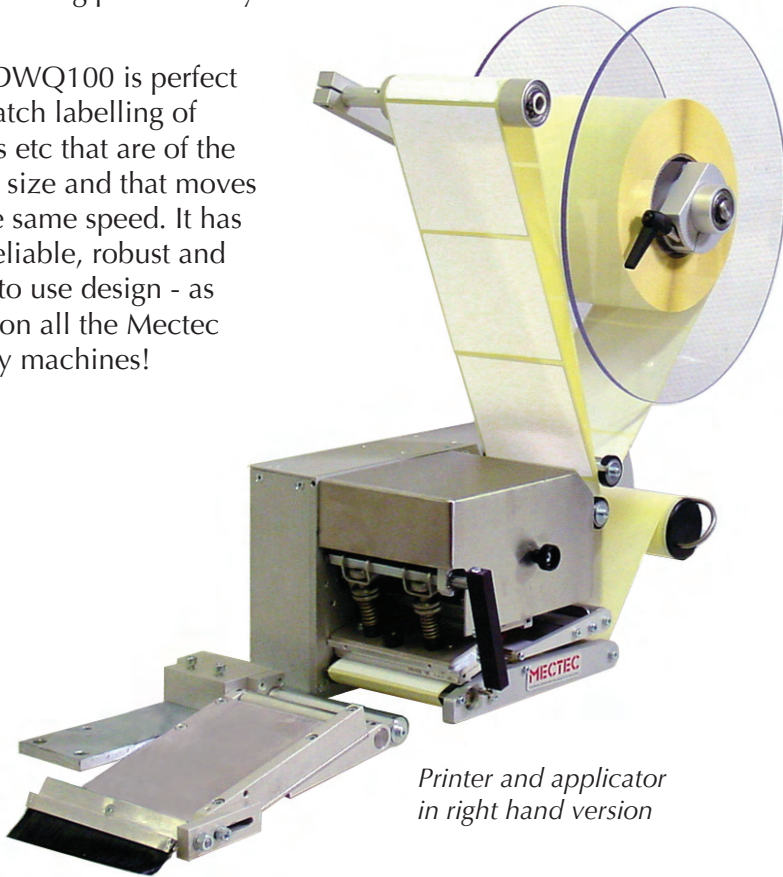 DWQ100 is perfect
atch labelling of
s etc that are of the
size and that moves
e same speed. It has
eliable, robust and
to use design - as
on all the Mectec
y machines!
MECTEC
Printer and applicator
in right hand version